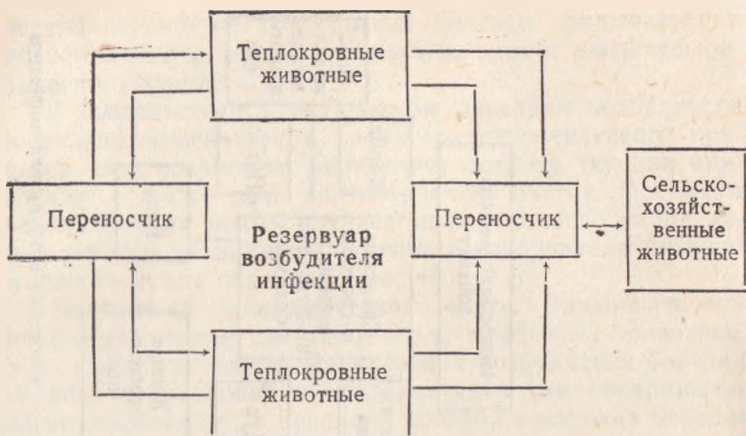 Теплокровные
животные
Переносчик
Резервуар
возбудителя
инфекции
Переносчик
Сельско-
хозяйст-
венные
животные
Теплокровные
животные